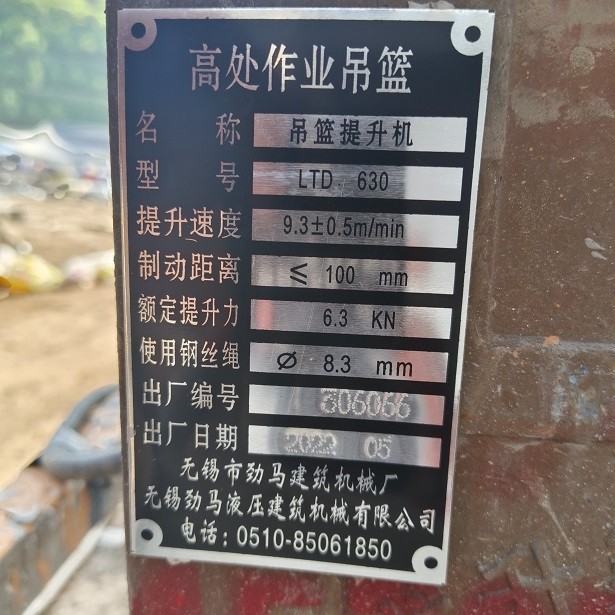 高处作业吊篮
名 称 吊篮提升机
型 号 LTD 630
提升速度 9.3±0.5m/min
制动距离 ≤ 100 mm
额定提升力 6.3 KN
使用钢丝绳 Ø 8.3 mm
出厂编号 306066
出厂日期 2022 05
无锡市劲马建筑机械厂
无锡劲马液压建筑机械有限公司
电话:0510-85061850